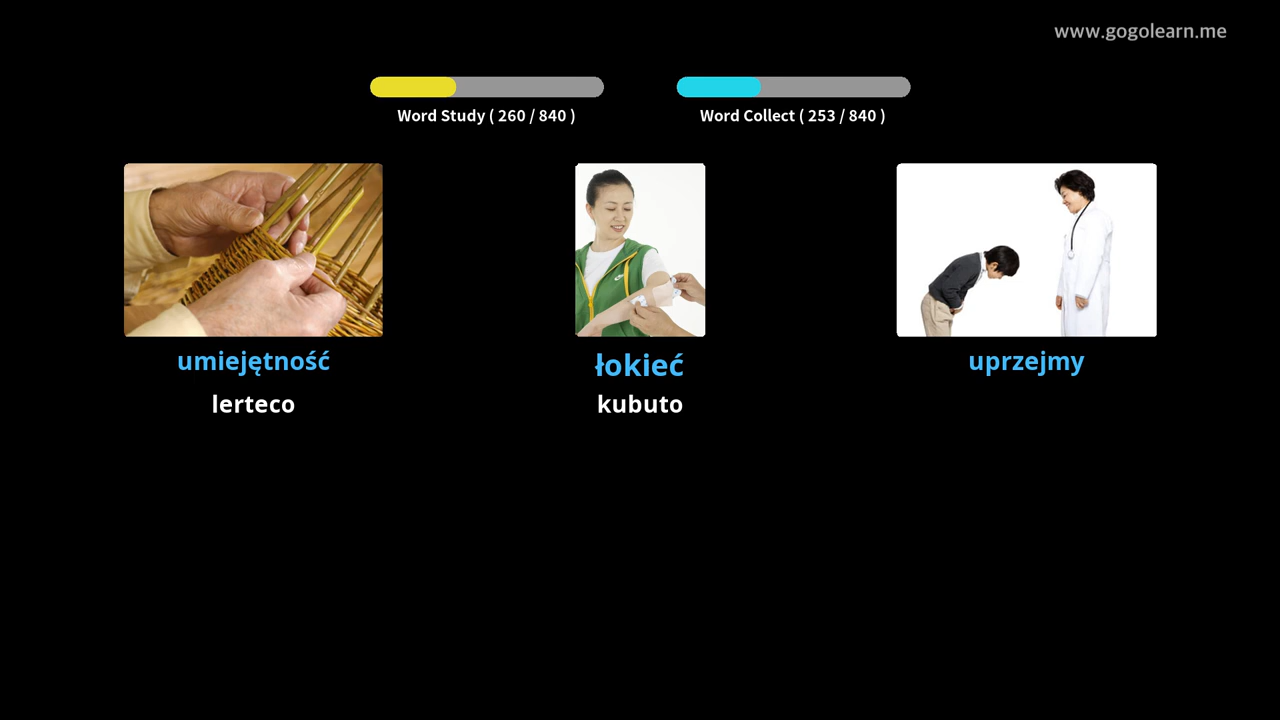 www.gogolearn.me
Word Study ( 260 / 840 )
Word Collect ( 253 / 840 )
umiejętność
łokieć
uprzejmy
lerteco
kubuto